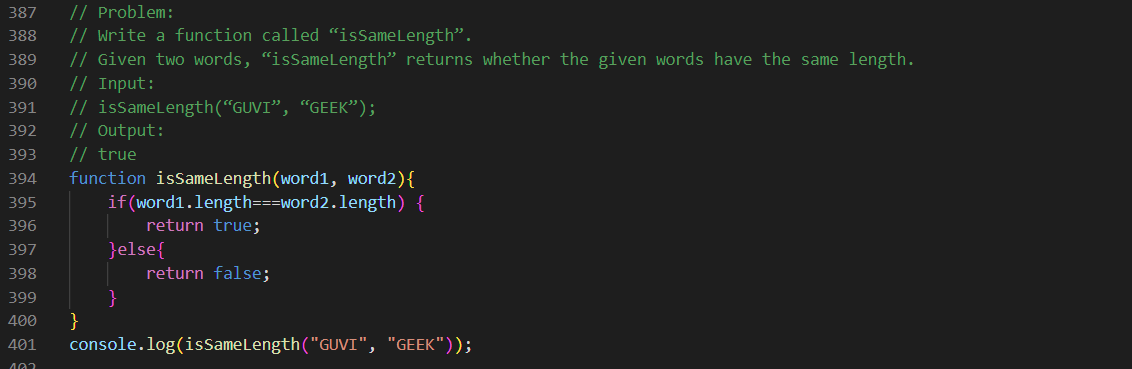 387 // Problem:
388 // Write a function called “isSameLength”.
389 // Given two words, “isSameLength” returns whether the given words have the same length.
390 // Input:
391 // isSameLength(“GUVI”, “GEEK”);
392 // Output:
393 // true
394 function isSameLength(word1, word2){
395     if(word1.length===word2.length) {
396         return true;
397     }else{
398         return false;
399     }
400 }
401 console.log(isSameLength("GUVI", "GEEK"));
402